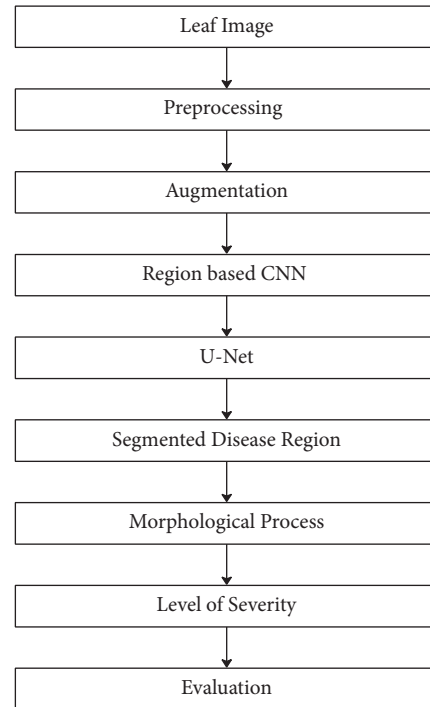 Leaf Image
Preprocessing
Augmentation
Region based CNN
U-Net
Segmented Disease Region
Morphological Process
Level of Severity
Evaluation